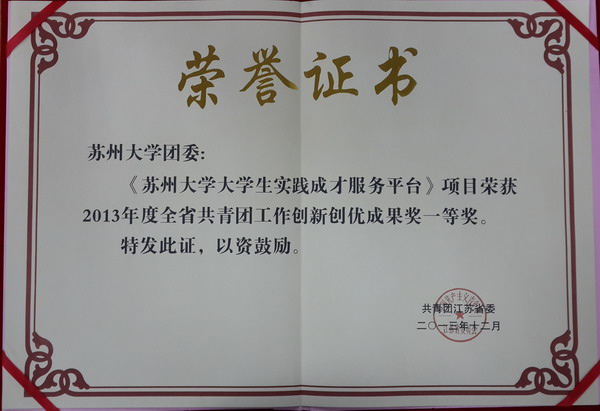 荣誉证书
苏州大学团委:
《苏州大学大学生实践成才服务平台》项目荣获
2013年度全省共青团工作创新创优成果奖一等奖。
特发此证，以资鼓励。
共青团江苏省委
二〇一三年十二月